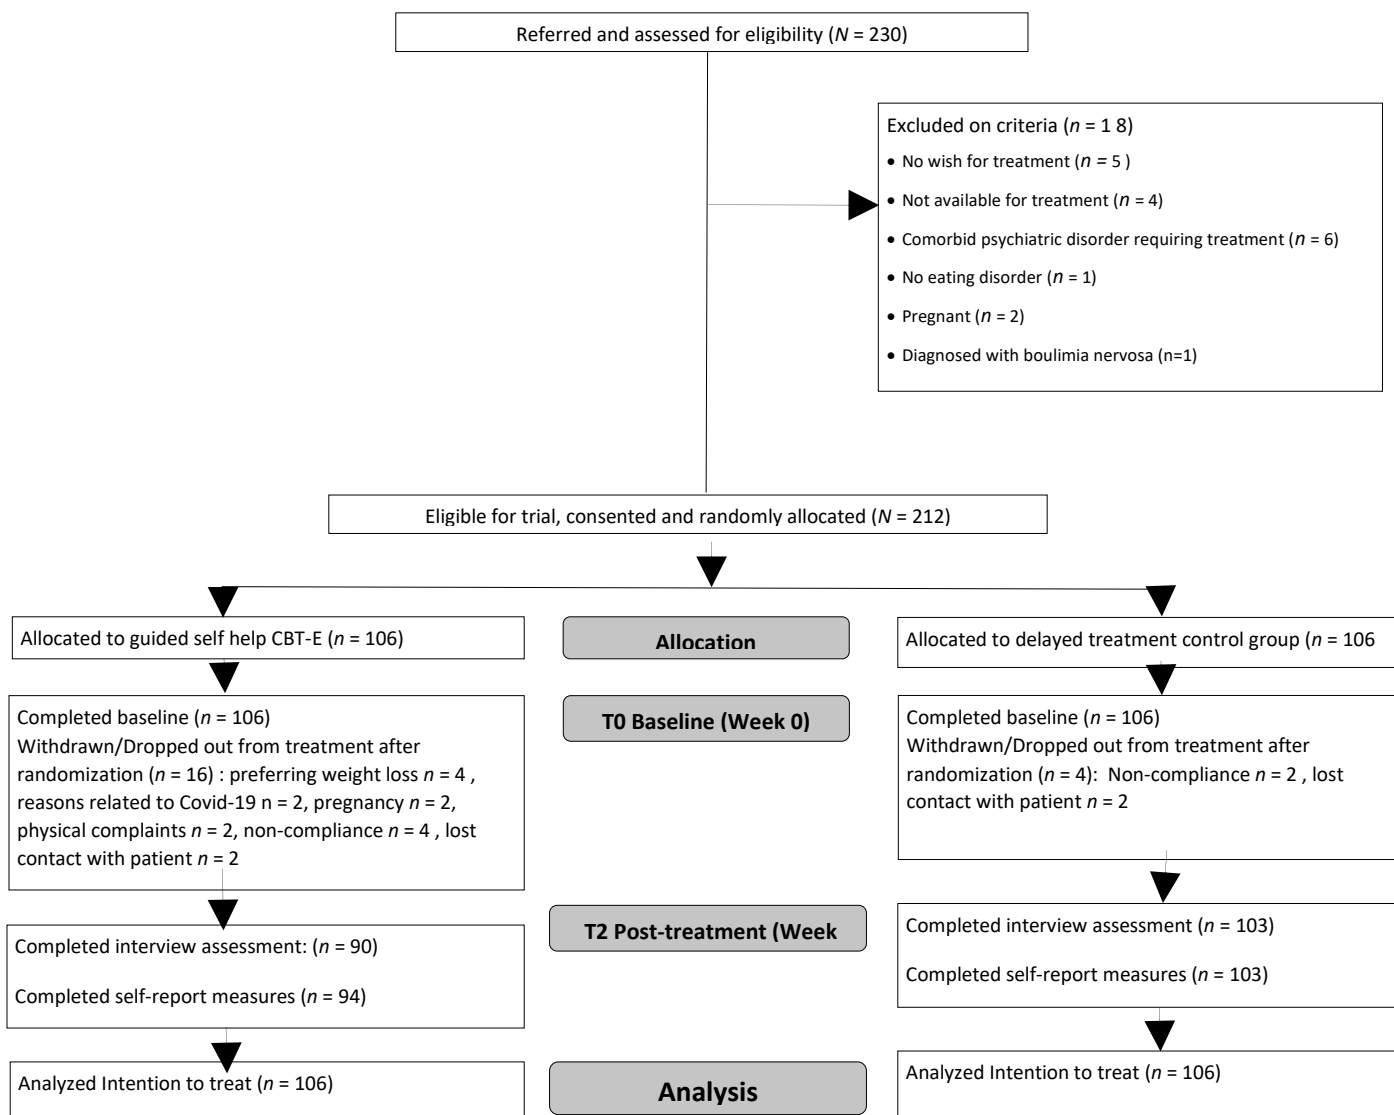 Referred and assessed for eligibility (N = 230)
Excluded on criteria (n = 1 8)
• No wish for treatment (n = 5 )
• Not available for treatment (n = 4)
• Comorbid psychiatric disorder requiring treatment (n = 6)
• No eating disorder (n = 1)
• Pregnant (n = 2)
• Diagnosed with boulimia nervosa (n=1)
Eligible for trial, consented and randomly allocated (N = 212)
Allocated to guided self help CBT-E (n = 106)
Allocation
Allocated to delayed treatment control group (n = 106
Completed baseline (n = 106)
Withdrawn/Dropped out from treatment after
randomization (n = 16) : preferring weight loss n = 4 ,
reasons related to Covid-19 n = 2, pregnancy n = 2,
physical complaints n = 2, non-compliance n = 4 , lost
contact with patient n = 2
T0 Baseline (Week 0)
Completed baseline (n = 106)
Withdrawn/Dropped out from treatment after
randomization (n = 4): Non-compliance n = 2 , lost
contact with patient n = 2
Completed interview assessment: (n = 90)
Completed self-report measures (n = 94)
T2 Post-treatment (Week
Completed interview assessment (n = 103)
Completed self-report measures (n = 103)
Analyzed Intention to treat (n = 106)
Analysis
Analyzed Intention to treat (n = 106)